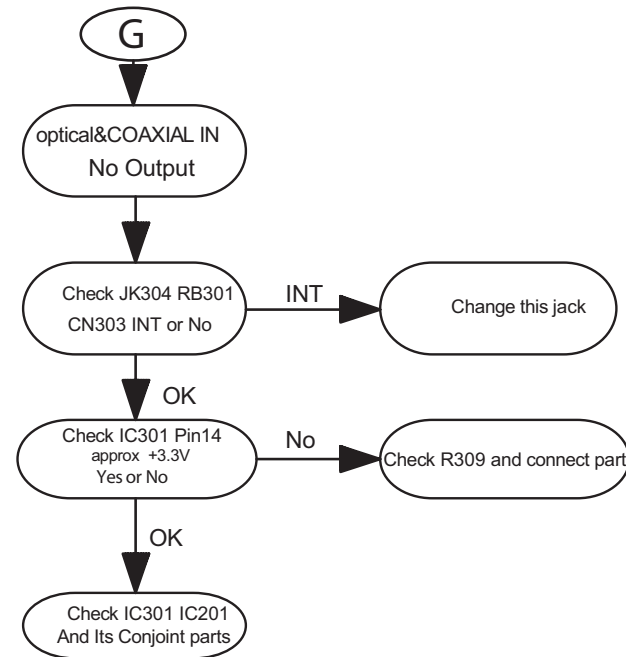 G
optical&COAXIAL IN
No Output
Check JK304 RB301
CN303 INT or No
INT
Change this jack
OK
Check IC301 Pin14
approx +3.3V
Yes or No
No
Check R309 and connect part
OK
Check IC301 IC201
And Its Conjoint parts